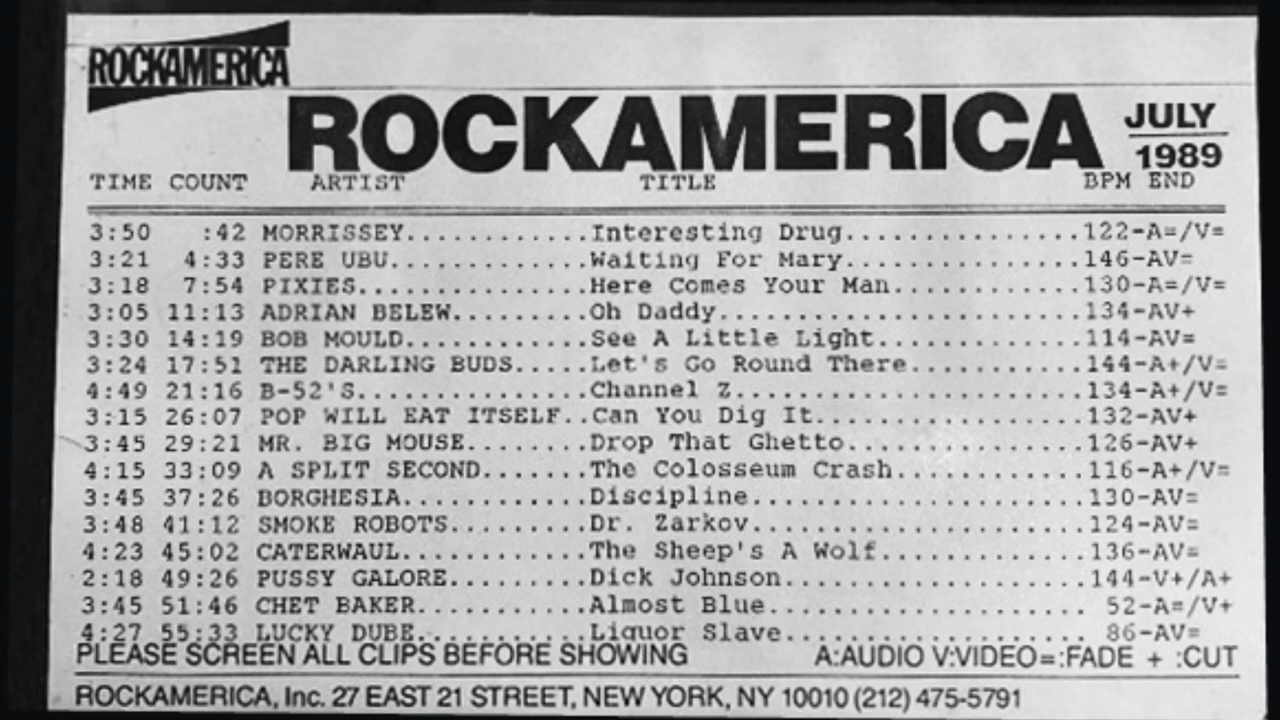 ROCKAMERICA
ROCKAMERICA JULY 1989
TIME COUNT ARTIST TITLE BPM END
3:50 :42 MORRISSEY............Interesting Drug...............122-A=/V=
3:21 4:33 PERE UBU.............Waiting For Mary...............146-AV=
3:18 7:54 PIXIES...............Here Comes Your Man............130-A=/V=
3:05 11:13 ADRIAN BELEW.........Oh Daddy.......................134-AV+
3:30 14:19 BOB MOULD............See A Little Light.............114-AV=
3:24 17:51 THE DARLING BUDS.....Let's Go Round There...........144-A+/V=
4:49 21:16 B-52'S...............Channel Z......................134-A+/V=
3:15 26:07 POP WILL EAT ITSELF..Can You Dig It.................132-AV+
3:45 29:21 MR. BIG MOUSE........Drop That Ghetto...............126-AV+
4:15 33:09 A SPLIT SECOND.......The Colosseum Crash............116-A+/V=
3:45 37:26 BORGHESIA............Discipline.....................130-AV=
3:48 41:12 SMOKE ROBOTS.........Dr. Zarkov.....................124-AV=
4:23 45:02 CATERWAUL............The Sheep's A Wolf.............136-AV=
2:18 49:26 PUSSY GALORE.........Dick Johnson...................144-V+/A+
3:45 51:46 CHET BAKER...........Almost Blue.................... 52-A=/V+
4:27 55:33 LUCKY DUBE...........Liquor Slave................... 86-AV=
PLEASE SCREEN ALL CLIPS BEFORE SHOWING A:AUDIO V:VIDEO=:FADE + :CUT
ROCKAMERICA, Inc. 27 EAST 21 STREET, NEW YORK, NY 10010 (212) 475-5791